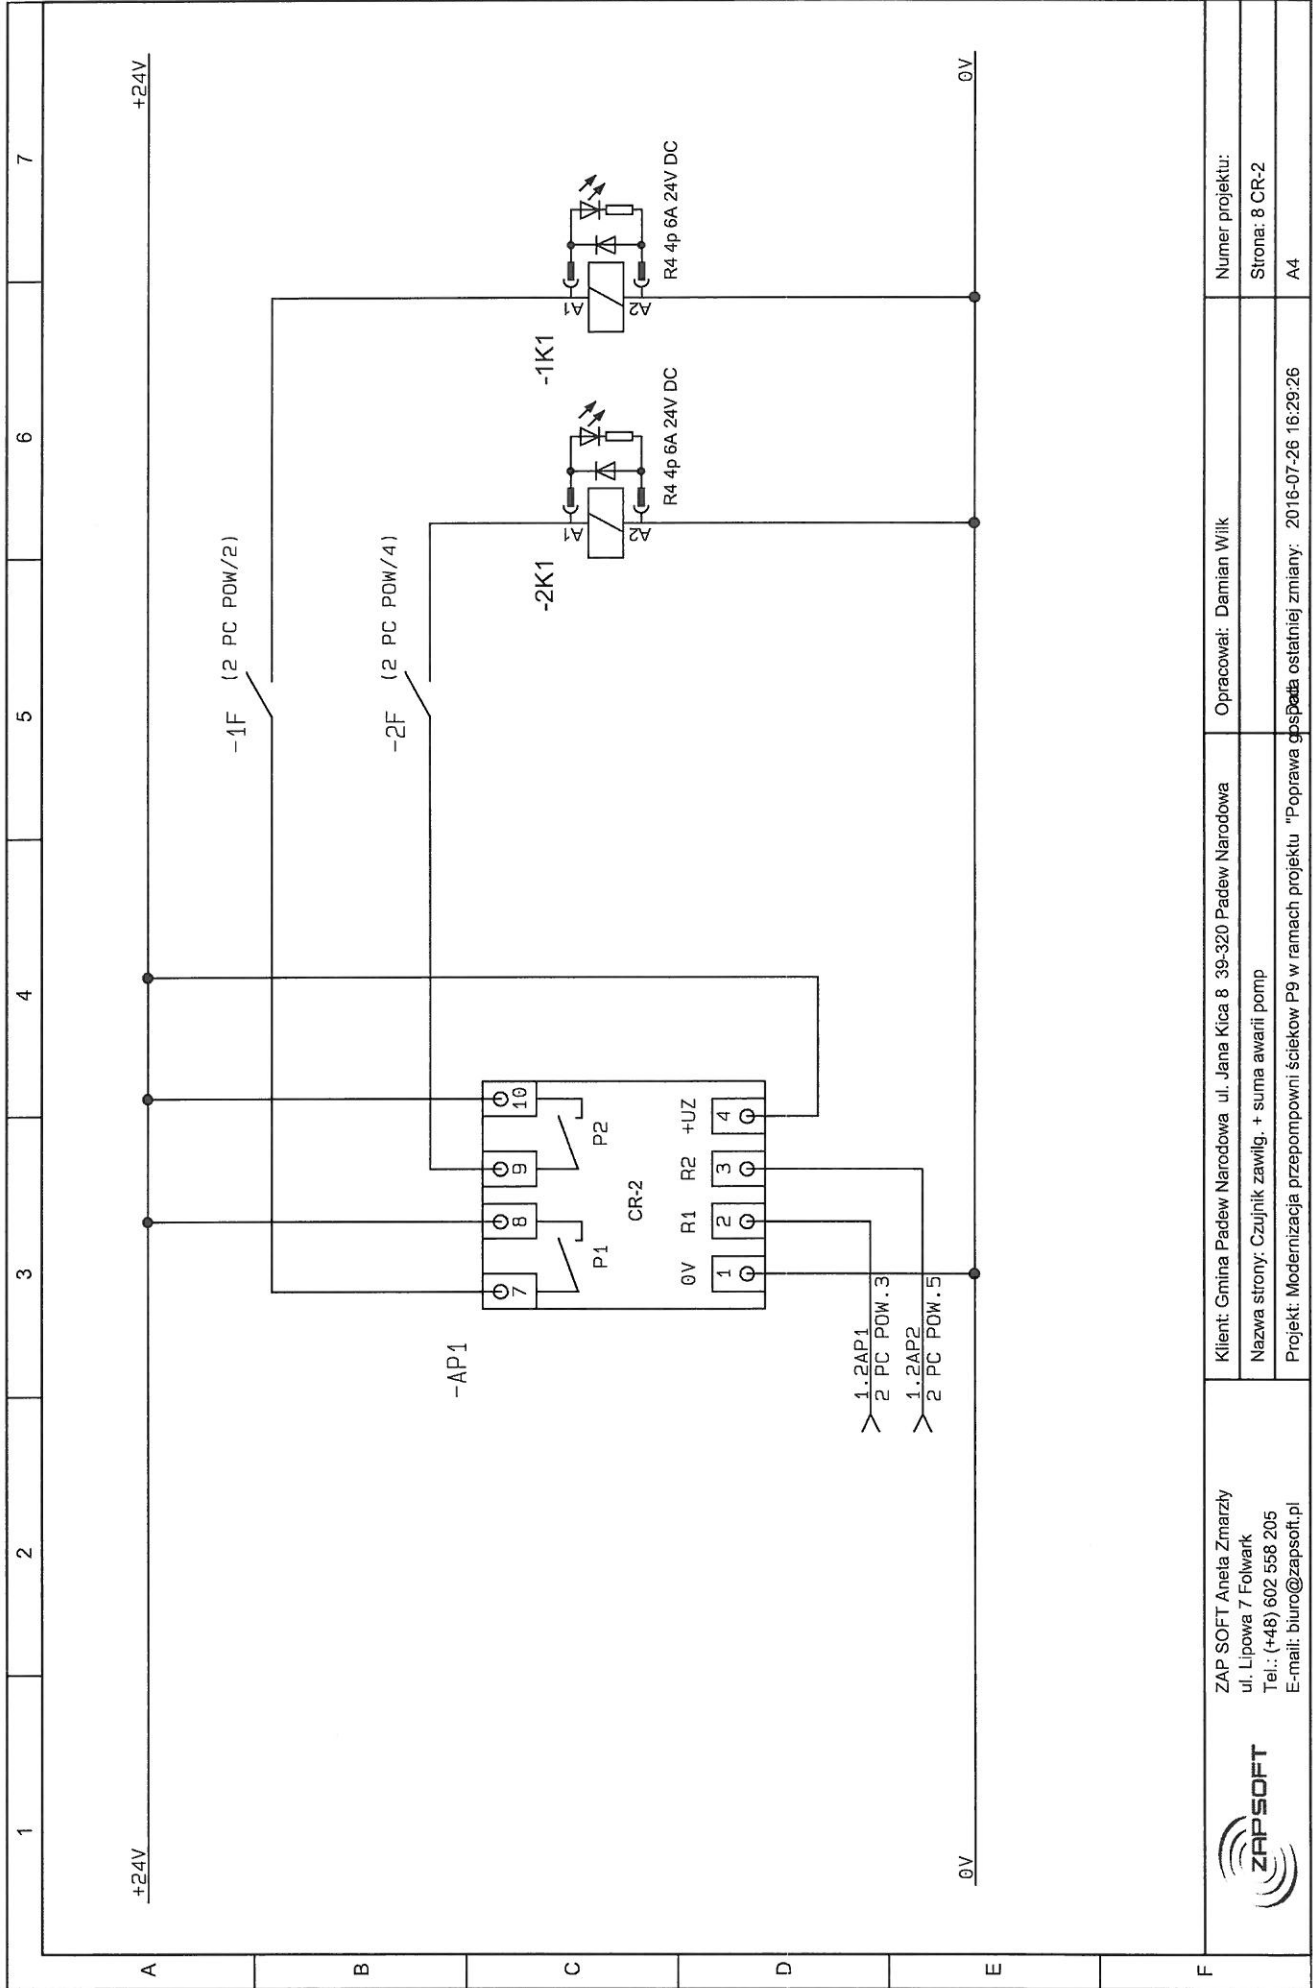 1 2 3 4 5 6 7
A
B
C
D
E
F
+24V +24V
-1F (2 PC POW/2)
-2F (2 PC POW/4)
-AP1
7 8 9 10
P1 P2
CR-2
0V R1 R2 +UZ
1 2 3 4
-2K1
A1
A2
R4 4p 6A 24V DC
-1K1
A1
A2
R4 4p 6A 24V DC
1.2AP1
2 PC POW.3
1.2AP2
2 PC POW.5
0V 0V
ZAPSOFT
ZAP SOFT Aneta Zmarzły
ul. Lipowa 7 Folwark
Tel.: (+48) 602 558 205
E-mail: biuro@zapsoft.pl
Klient: Gmina Padew Narodowa ul. Jana Kica 8 39-320 Padew Narodowa
Opracował: Damian Wilk
Numer projektu:
Nazwa strony: Czujnik zawilg. + suma awarii pomp
Strona: 8 CR-2
Projekt: Modernizacja przepompowni ściekow P9 w ramach projektu "Poprawa
ostatniej zmiany: 2016-07-26 16:29:26
A4